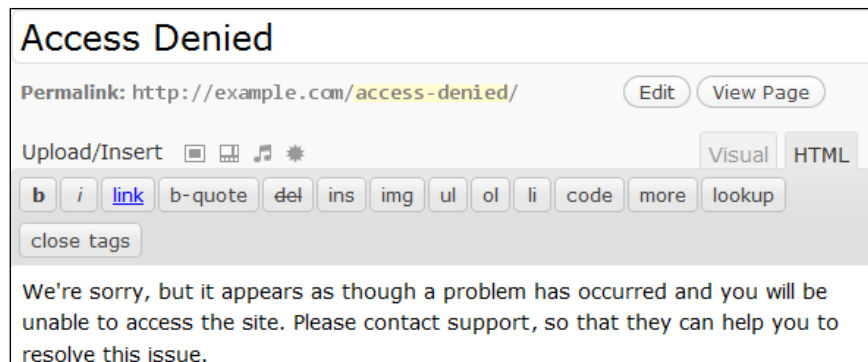 Access Denied
Permalink: http://example.com/access-denied/ Edit View Page
Upload/Insert Visual HTML
b i link b-quote del ins img ul ol li code more lookup
close tags
We're sorry, but it appears as though a problem has occurred and you will be
unable to access the site. Please contact support, so that they can help you to
resolve this issue.